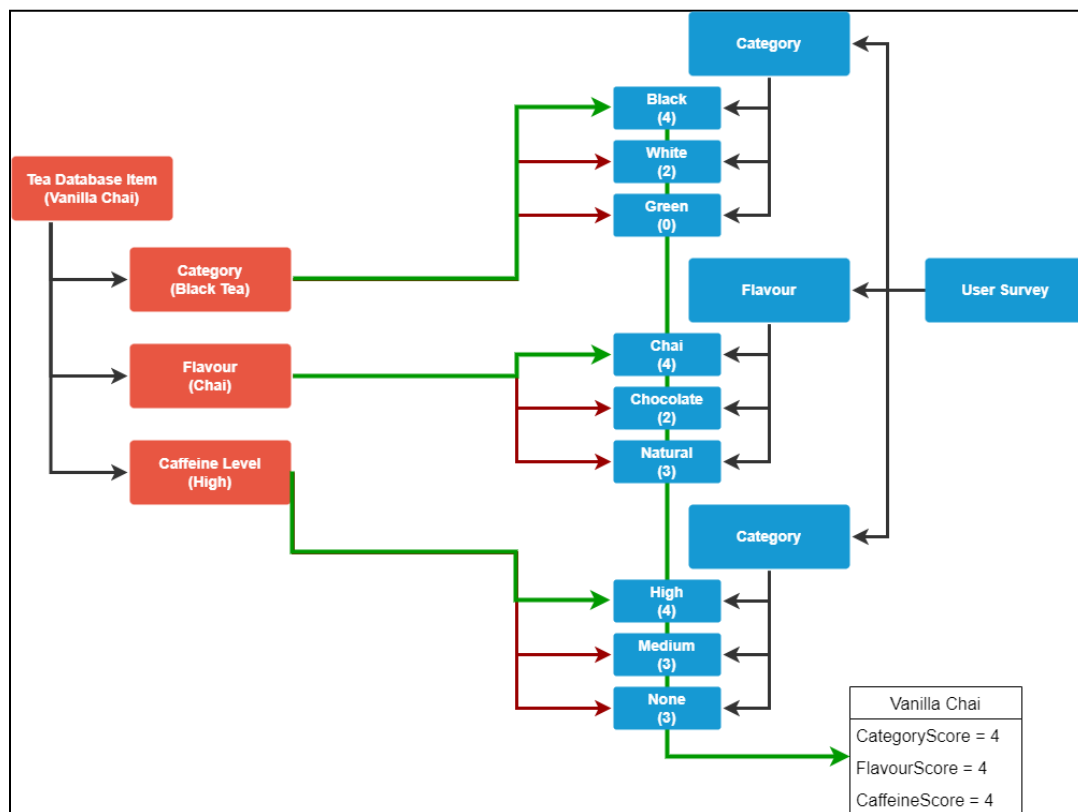 Category
Black
(4)
White
(2)
Green
(0)
Tea Database Item
(Vanilla Chai)
Category
(Black Tea)
Flavour
User Survey
Chai
(4)
Flavour
(Chai)
Chocolate
(2)
Natural
(3)
Caffeine Level
(High)
Category
High
(4)
Medium
(3)
None
(3)
Vanilla Chai
CategoryScore = 4
FlavourScore = 4
CaffeineScore = 4